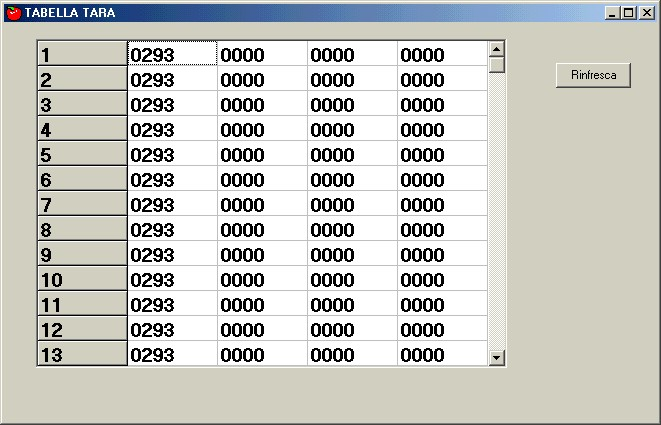 TABELLA TARA
1 0293 0000 0000 0000
Rinfresca
2 0293 0000 0000 0000
3 0293 0000 0000 0000
4 0293 0000 0000 0000
5 0293 0000 0000 0000
6 0293 0000 0000 0000
7 0293 0000 0000 0000
8 0293 0000 0000 0000
9 0293 0000 0000 0000
10 0293 0000 0000 0000
11 0293 0000 0000 0000
12 0293 0000 0000 0000
13 0293 0000 0000 0000